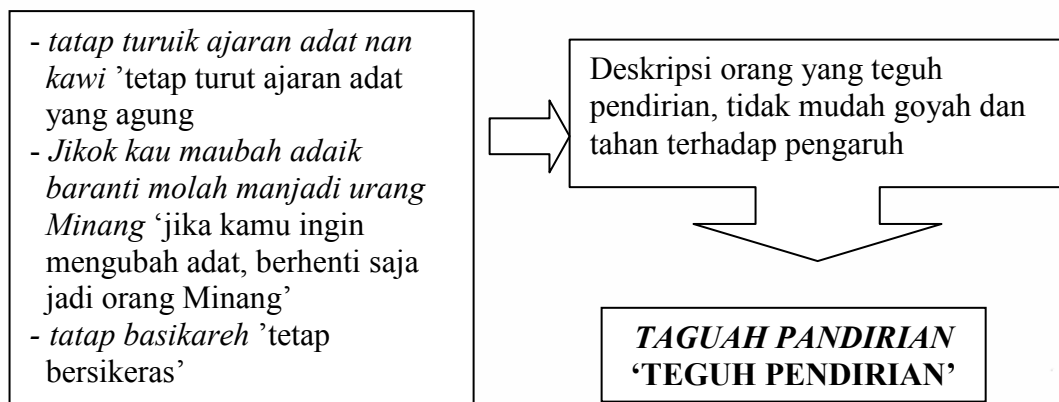 - tatap turuik ajaran adat nan
kawi ’tetap turut ajaran adat
yang agung
- Jikok kau maubah adaik
baranti molah manjadi urang
Minang ‘jika kamu ingin
mengubah adat, berhenti saja
jadi orang Minang’
- tatap basikareh ’tetap
bersikeras’
Deskripsi orang yang teguh
pendirian, tidak mudah goyah dan
tahan terhadap pengaruh
TAGUAH PANDIRIAN
‘TEGUH PENDIRIAN’